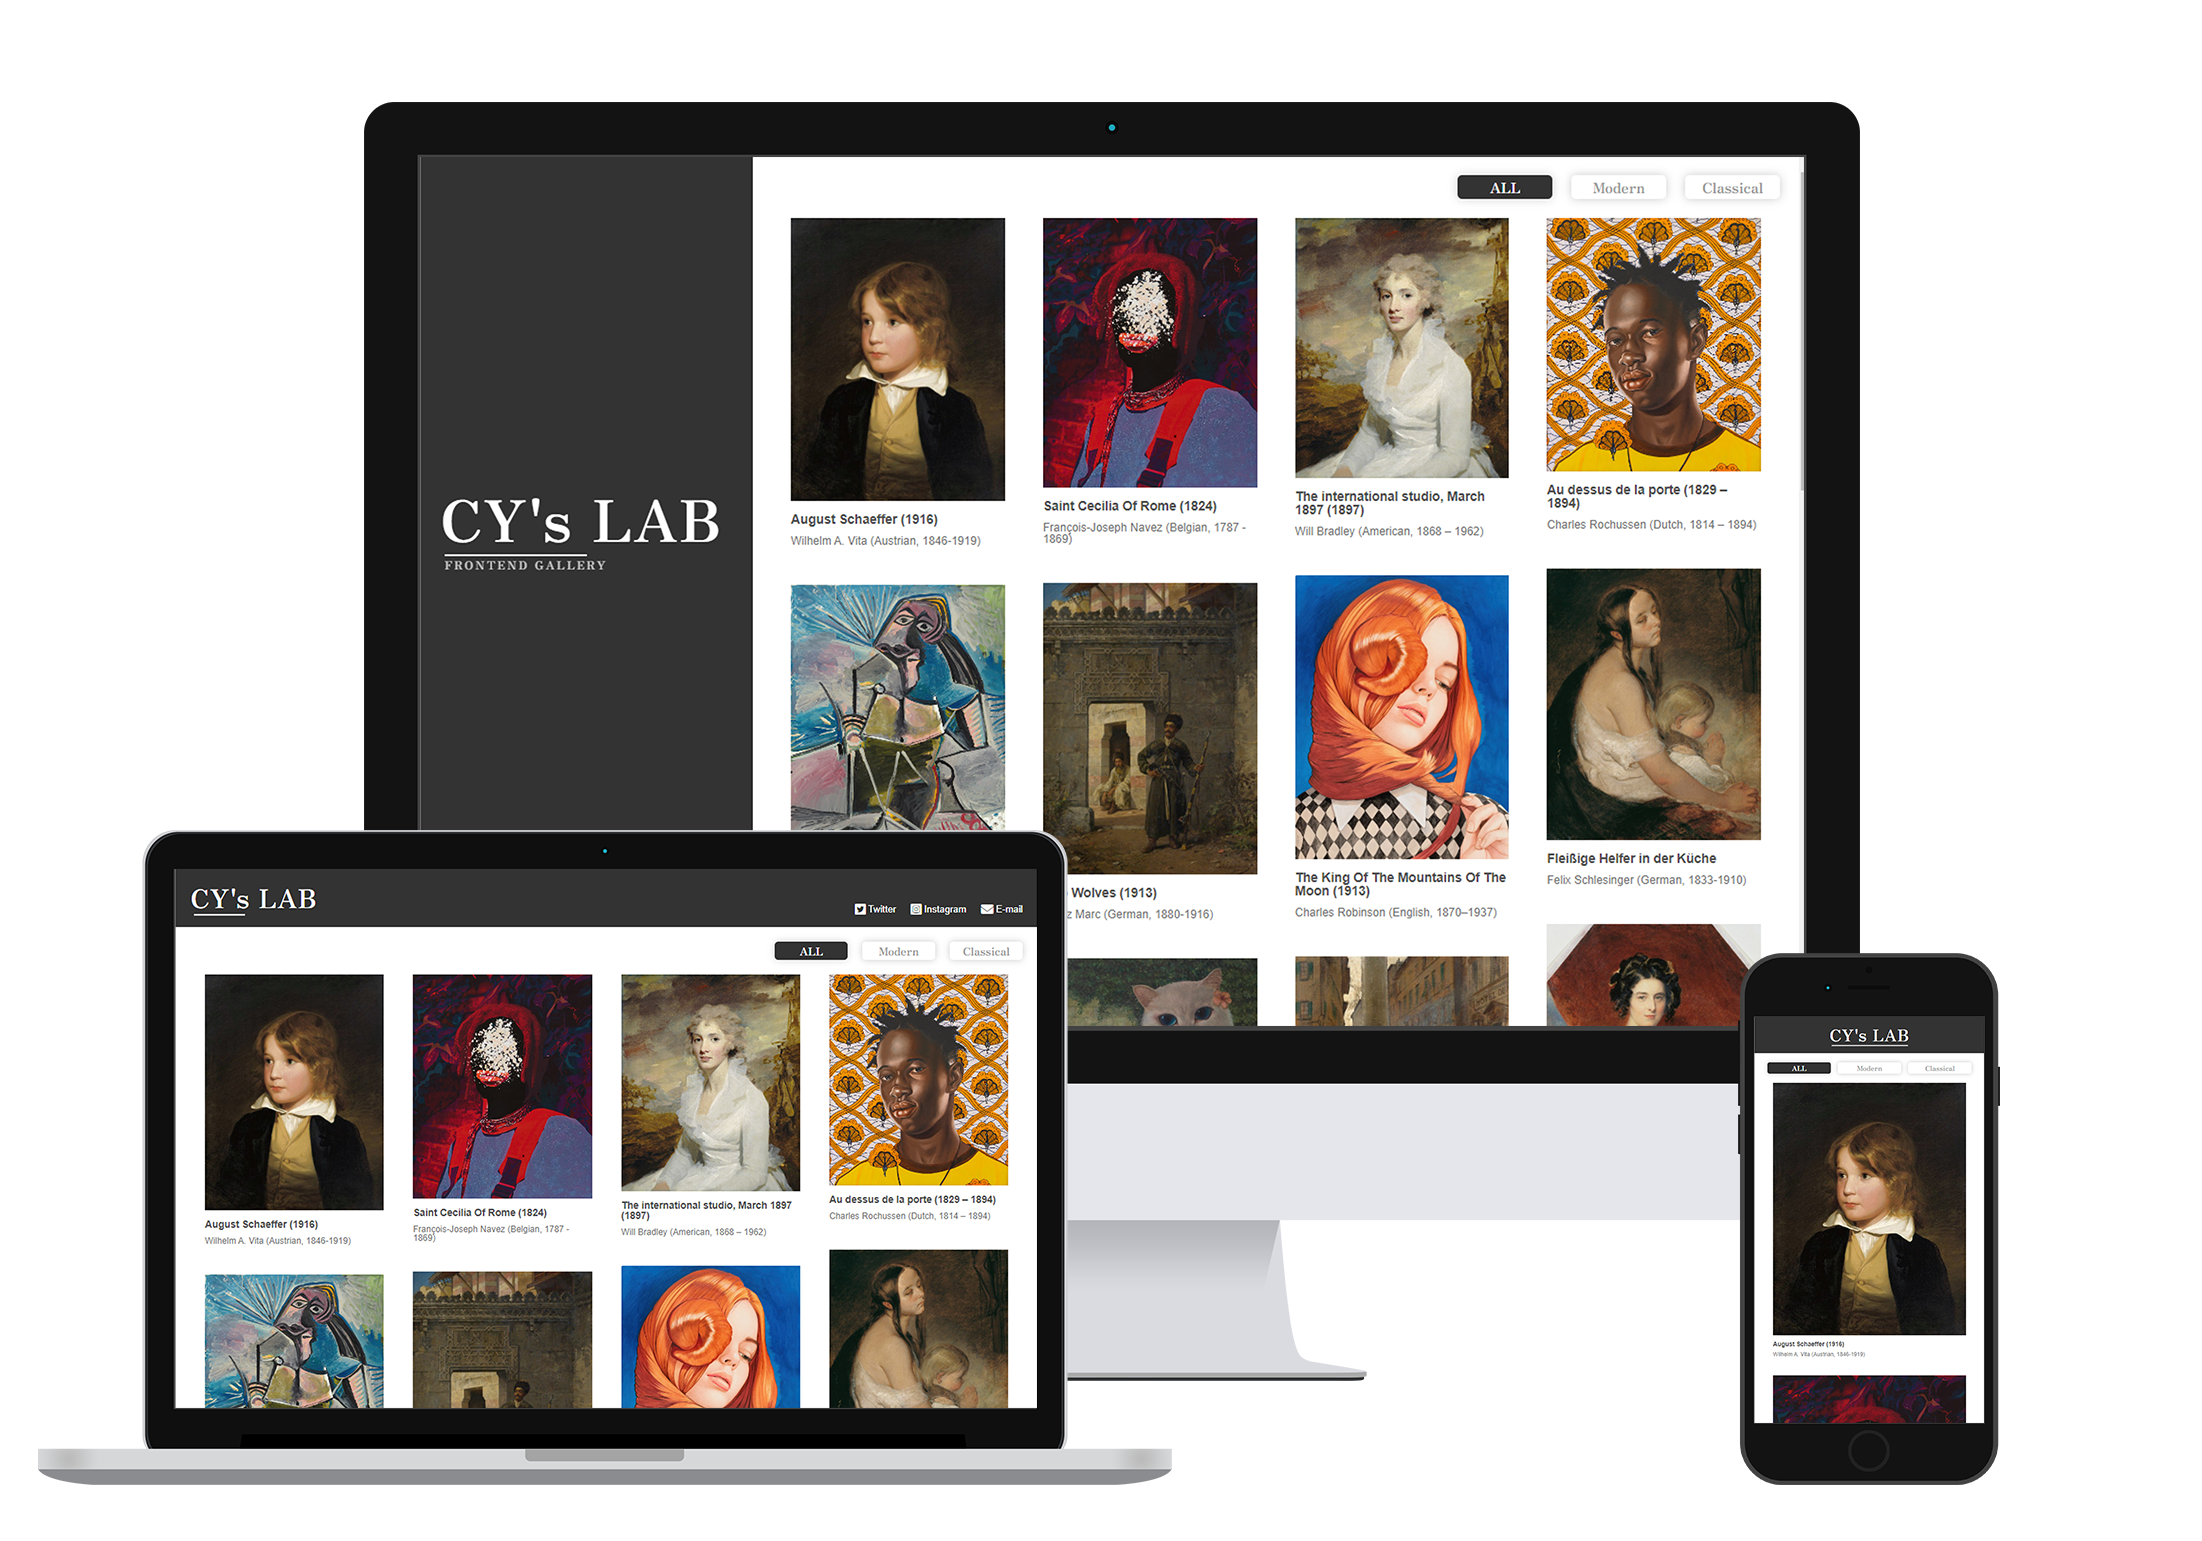 ALL
Modern
Classical
CY's LAB
FRONTEND GALLERY
August Schaeffer (1916)
Wilhelm A. Vita (Austrian, 1846-1919)
Saint Cecilia Of Rome (1824)
François-Joseph Navez (Belgian, 1787 -
1869)
The international studio, March
1897 (1897)
Will Bradley (American, 1868 – 1962)
Au dessus de la porte (1829 –
1894)
Charles Rochussen (Dutch, 1814 – 1894)
Wolves (1913)
z Marc (German, 1880-1916)
The King Of The Mountains Of The
Moon (1913)
Charles Robinson (English, 1870–1937)
Fleißige Helfer in der Küche
Felix Schlesinger (German, 1833-1910)
CY's LAB
Twitter
Instagram
E-mail
ALL
Modern
Classical
August Schaeffer (1916)
Wilhelm A. Vita (Austrian, 1846-1919)
Saint Cecilia Of Rome (1824)
François-Joseph Navez (Belgian, 1787 -
1869)
The international studio, March 1897
(1897)
Will Bradley (American, 1868 – 1962)
Au dessus de la porte (1829 – 1894)
Charles Rochussen (Dutch, 1814 – 1894)
CY's LAB
ALL
Modern
Classical
August Schaeffer (1916)
Wilhelm A. Vita (Austrian, 1846-1919)